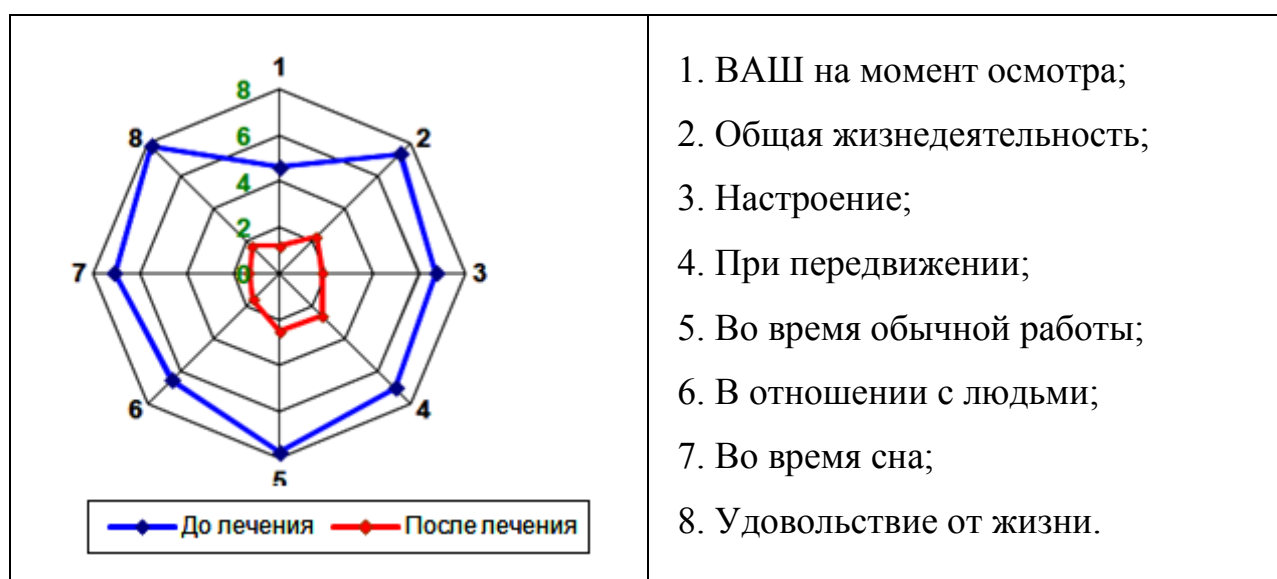 1
8
8
2
6
4
2
7
0
3
6
4
5
До лечения
После лечения
1. ВАШ на момент осмотра;
2. Общая жизнедеятельность;
3. Настроение;
4. При передвижении;
5. Во время обычной работы;
6. В отношении с людьми;
7. Во время сна;
8. Удовольствие от жизни.